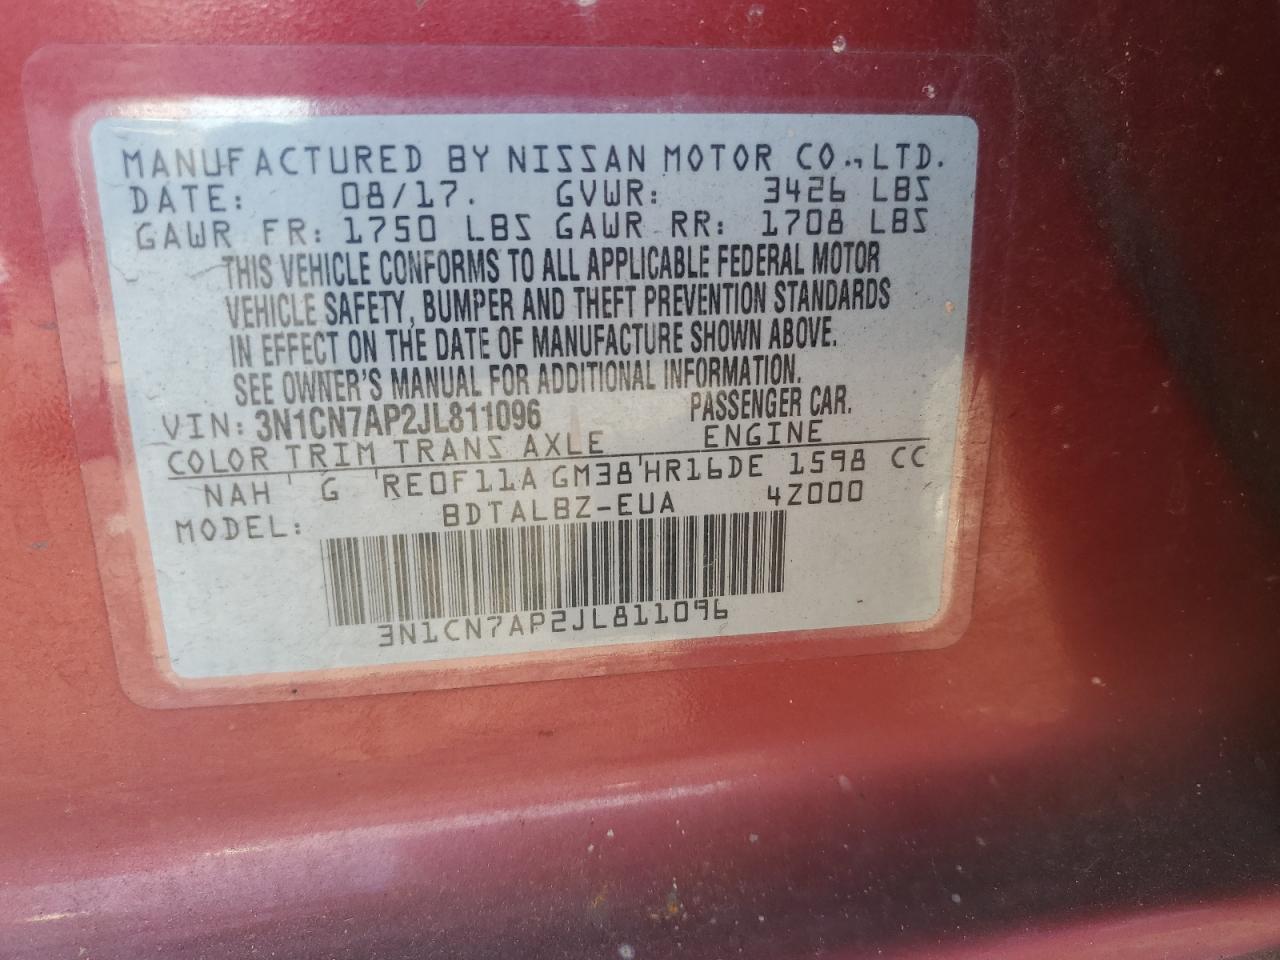 MANUFACTURED BY NISSAN MOTOR CO., LTD.
DATE: 08/17. GVWR: 3426 LBS
GAWR FR: 1750 LBS GAWR RR: 1708 LBS
THIS VEHICLE CONFORMS TO ALL APPLICABLE FEDERAL MOTOR
VEHICLE SAFETY, BUMPER AND THEFT PREVENTION STANDARDS
IN EFFECT ON THE DATE OF MANUFACTURE SHOWN ABOVE.
SEE OWNER'S MANUAL FOR ADDITIONAL INFORMATION.
VIN: 3N1CN7AP2JL811096 PASSENGER CAR.
COLOR TRIM TRANS AXLE ENGINE
NAH ' G 'RE0F11A GM38'HR16DE 1598 CC
MODEL: BDTALBZ-EUA 4Z000
3N1CN7AP2JL811096